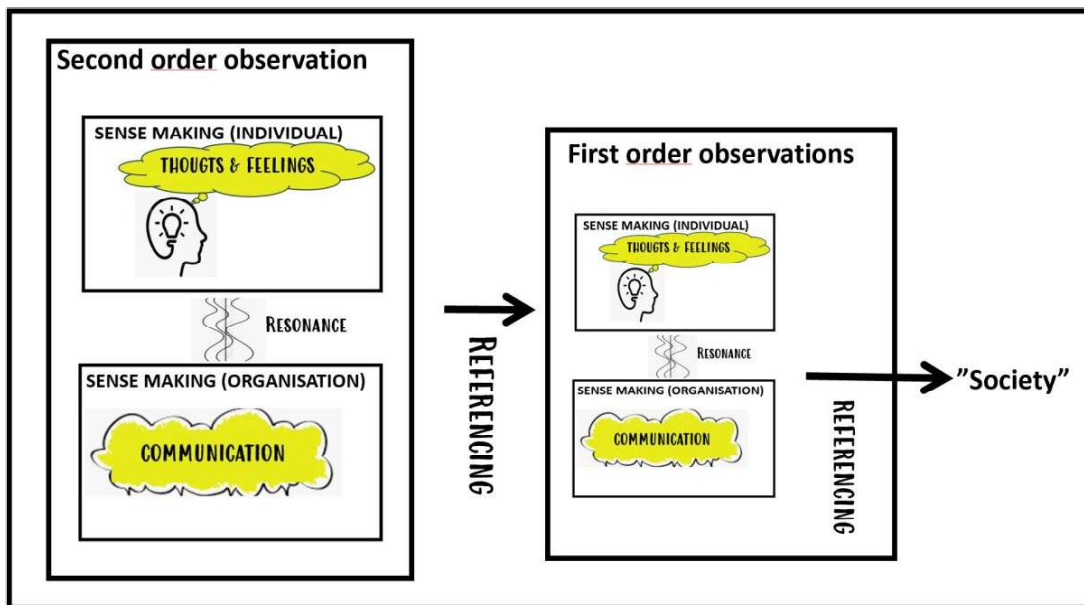 Second order observation
SENSE MAKING (INDIVIDUAL)
THOUGTS & FEELINGS
RESONANCE
SENSE MAKING (ORGANISATION)
COMMUNICATION
REFERENCING
First order observations
SENSE MAKING (INDIVIDUAL)
THOUGTS & FEELINGS
RESONANCE
SENSE MAKING (ORGANISATION)
COMMUNICATION
REFERENCING
”Society”